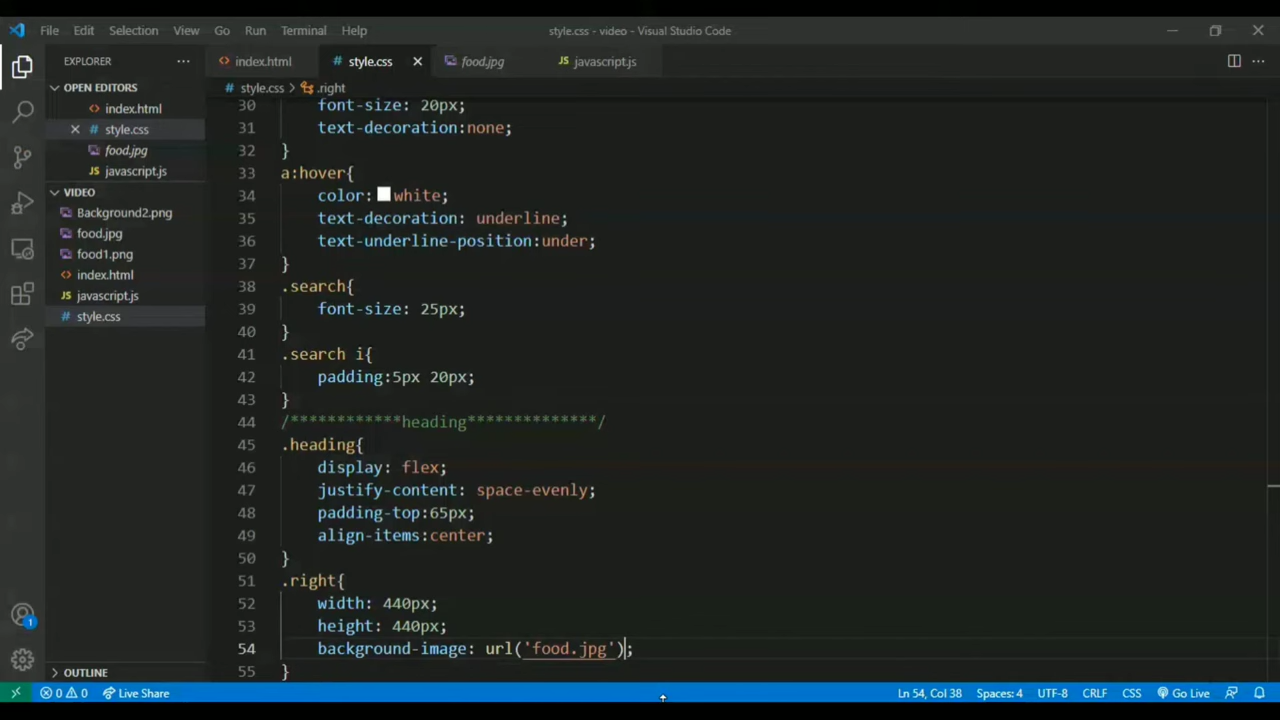 File Edit Selection View Go Run Terminal Help
style.css - video - Visual Studio Code
EXPLORER
OPEN EDITORS
index.html
style.css
food.jpg
javascript.js
VIDEO
Background2.png
food.jpg
food1.png
index.html
javascript.js
style.css
OUTLINE
index.html style.css food.jpg javascript.js
style.css > .right
30 font-size: 20px;
31 text-decoration:none;
32 }
33 a:hover{
34 color: white;
35 text-decoration: underline;
36 text-underline-position:under;
37 }
38 .search{
39 font-size: 25px;
40 }
41 .search i{
42 padding:5px 20px;
43 }
44 /************heading**************/
45 .heading{
46 display: flex;
47 justify-content: space-evenly;
48 padding-top:65px;
49 align-items:center;
50 }
51 .right{
52 width: 440px;
53 height: 440px;
54 background-image: url('food.jpg');
55 }
1
0 0 Live Share Ln 54, Col 38 Spaces: 4 UTF-8 CRLF CSS Go Live